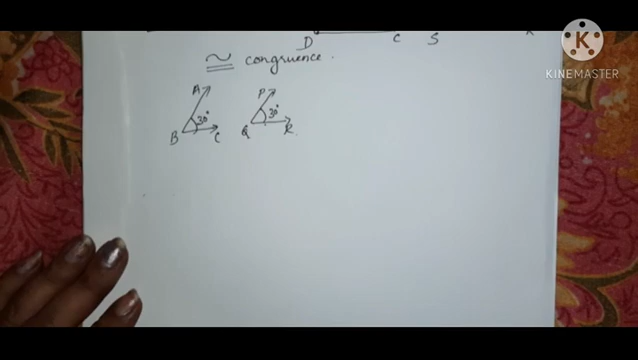 D C S R
≅ congruence.
A P
30° 30°
B C Q R
K
KINEMASTER